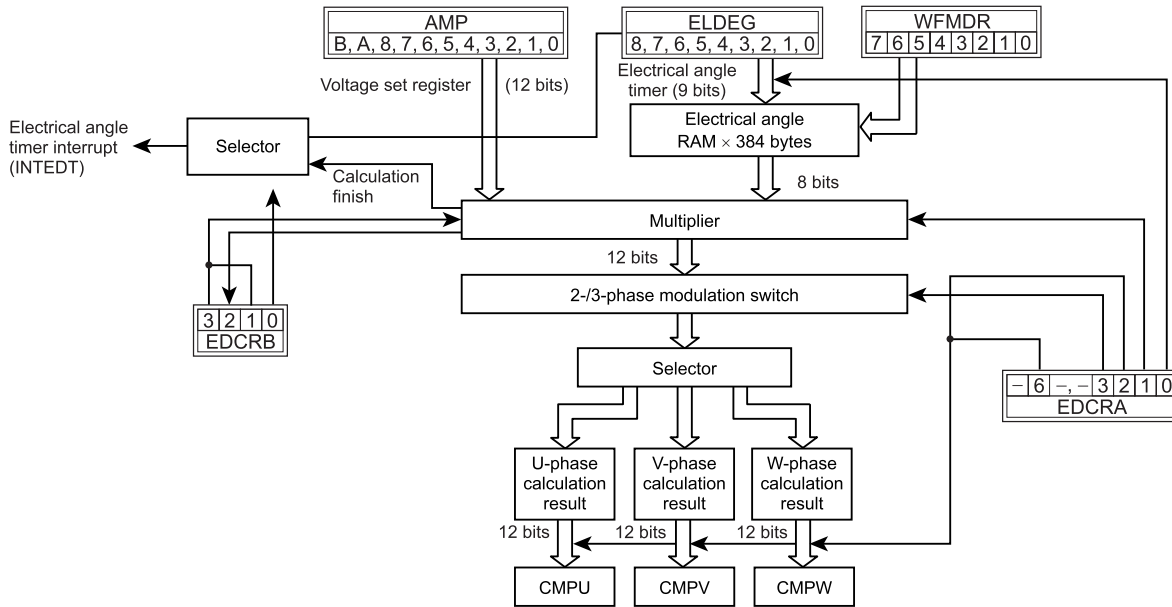 AMP
B, A, 8, 7, 6, 5, 4, 3, 2, 1, 0
ELDEG
8, 7, 6, 5, 4, 3, 2, 1, 0
WFMDR
7 6 5 4 3 2 1 0
Voltage set register
(12 bits)
Electrical angle
timer (9 bits)
Electrical angle
RAM × 384 bytes
Electrical angle
timer interrupt
(INTEDT)
Selector
Calculation
finish
8 bits
Multiplier
12 bits
2-/3-phase modulation switch
3 2 1 0
EDCRB
Selector
– 6 –, – 3 2 1 0
EDCRA
U-phase
calculation
result
V-phase
calculation
result
W-phase
calculation
result
12 bits
12 bits
12 bits
CMPU
CMPV
CMPW